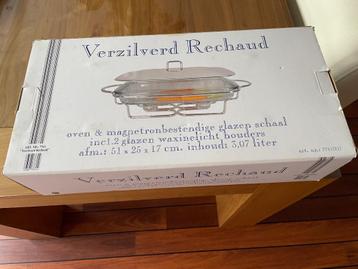 Verzilverd Rechaud
oven & magnetronbestendige glazen schaal
incl.2 glazen waxinelicht houders
afm.: 51 x 25 x 17 cm. inhoud: 3,07 liter
Verzilverd Rechaud